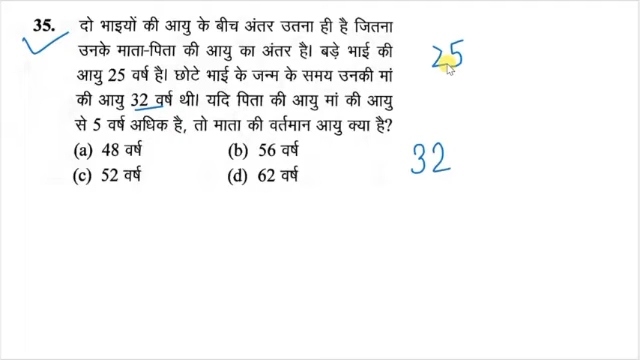 35. दो भाइयों की आयु के बीच अंतर उतना ही है जितना
उनके माता-पिता की आयु का अंतर है। बड़े भाई की
आयु 25 वर्ष है। छोटे भाई के जन्म के समय उनकी मां
की आयु 32 वर्ष थी। यदि पिता की आयु मां की आयु
से 5 वर्ष अधिक है, तो माता की वर्तमान आयु क्या है?
(a) 48 वर्ष (b) 56 वर्ष
(c) 52 वर्ष (d) 62 वर्ष
25
32